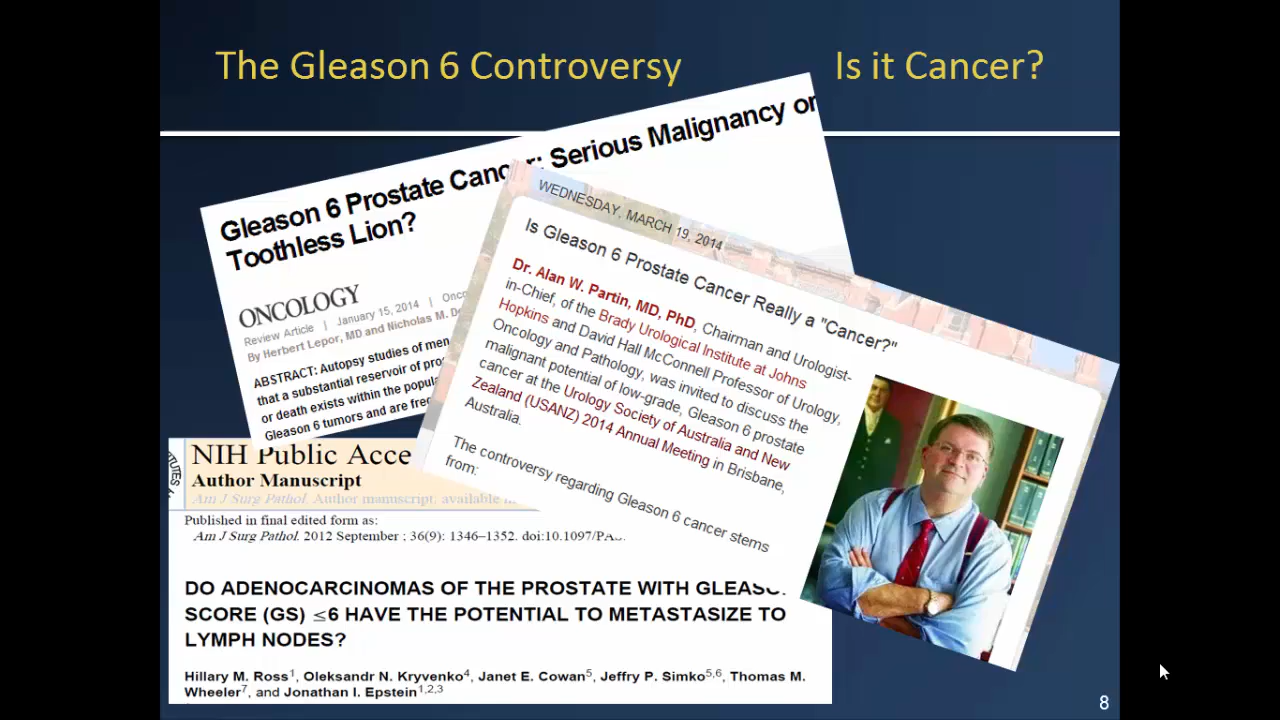 The Gleason 6 Controversy Is it Cancer?
Gleason 6 Prostate Cancer: Serious Malignancy or
Toothless Lion?
ONCOLOGY
Review Article | January 15, 2014 | Onco
By Herbert Lepor, MD and Nicholas M. Do
ABSTRACT: Autopsy studies of men
that a substantial reservoir of pros
or death exists within the popula
Gleason 6 tumors and are freq
WEDNESDAY, MARCH 19, 2014
Is Gleason 6 Prostate Cancer Really a "Cancer?"
Dr. Alan W. Partin, MD, PhD, Chairman and Urologist-
in-Chief, of the Brady Urological Institute at Johns
Hopkins and David Hall McConnell Professor of Urology,
Oncology and Pathology, was invited to discuss the
malignant potential of low-grade, Gleason 6 prostate
cancer at the Urology Society of Australia and New
Zealand (USANZ) 2014 Annual Meeting in Brisbane,
Australia.
The controversy regarding Gleason 6 cancer stems
from:
NIH Public Acce
Author Manuscript
Am J Surg Pathol. Author manuscript; available
Published in final edited form as:
Am J Surg Pathol. 2012 September ; 36(9): 1346–1352. doi:10.1097/PA
DO ADENOCARCINOMAS OF THE PROSTATE WITH GLEASO
SCORE (GS) ≤6 HAVE THE POTENTIAL TO METASTASIZE TO
LYMPH NODES?
Hillary M. Ross1, Oleksandr N. Kryvenko4, Janet E. Cowan5, Jeffry P. Simko5,6, Thomas M.
Wheeler7, and Jonathan I. Epstein1,2,3
8